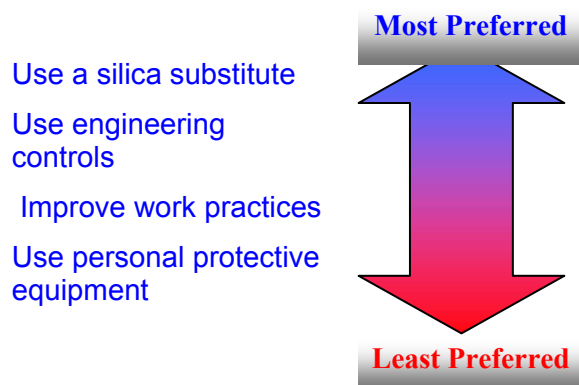 Most Preferred
Use a silica substitute
Use engineering
controls
Improve work practices
Use personal protective
equipment
Least Preferred